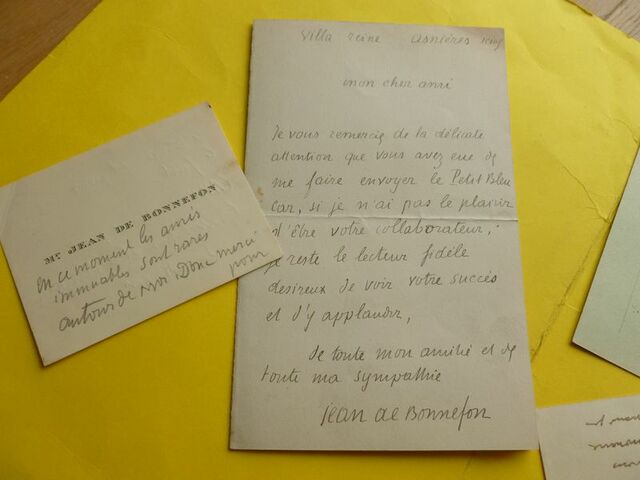 Villa reine asnières
mon cher ami
Je vous remercie de la délicate
attention que vous avez eue de
me faire envoyer le Petit Bleu
Car, si je n'ai pas le plaisir
d'être votre collaborateur,
je reste le lecteur fidèle
desireux de voir votre succès
et d'y applaudir,
de toute mon amitié et de
toute ma sympathie
Jean de Bonnefon
Mr JEAN DE BONNEFON
en ce moment les amis
immuables sont rares
autour de moi. Donc merci
pour